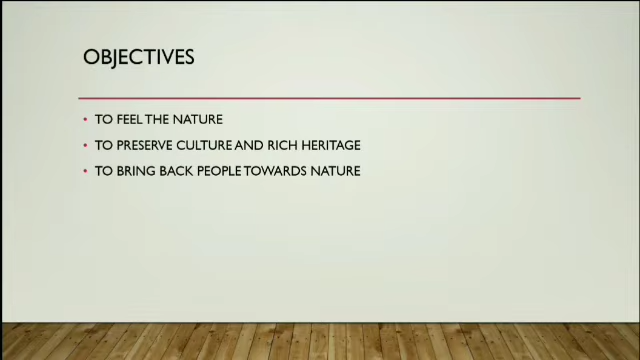 OBJECTIVES
• TO FEEL THE NATURE
• TO PRESERVE CULTURE AND RICH HERITAGE
• TO BRING BACK PEOPLE TOWARDS NATURE